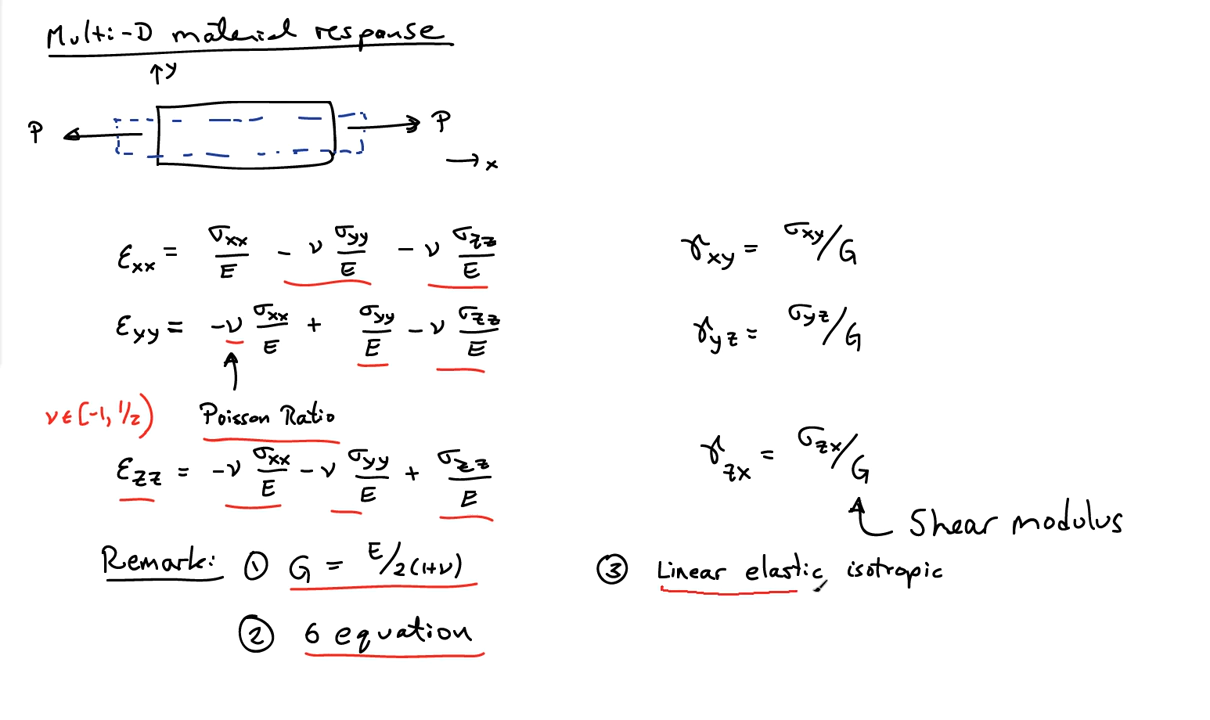 Multi-D material response
↑y
P P
→ x
εxx = σxx/E - ν σyy/E - ν σzz/E
γxy = σxy/G
εxy = -ν σxx/E + σyy/E - ν σzz/E
γyz = σyz/G
ν ∈ [-1, 1/2)
Poisson Ratio
εzz = -ν σxx/E - ν σyy/E + σzz/E
γzx = σzx/G
Shear modulus
Remark: ① G = E/2(1+ν)
③ Linear elastic, isotropic
② 6 equation